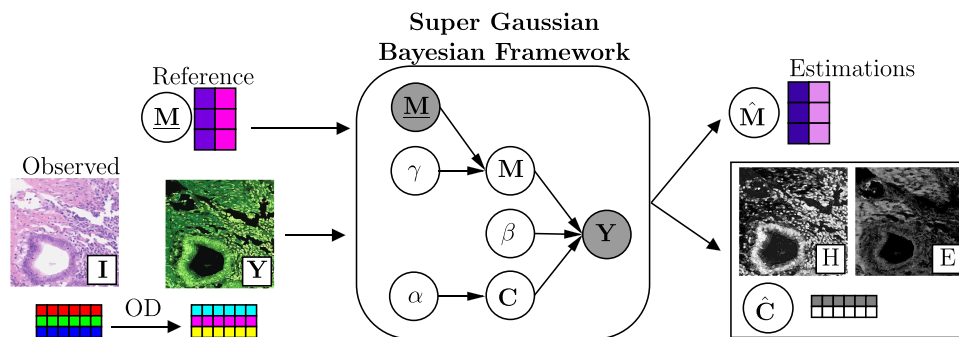 Super Gaussian
Bayesian Framework
Reference
M
Observed
I
Y
OD
M
γ
M
β
Y
α
C
Estimations
M̂
H
E
Ĉ